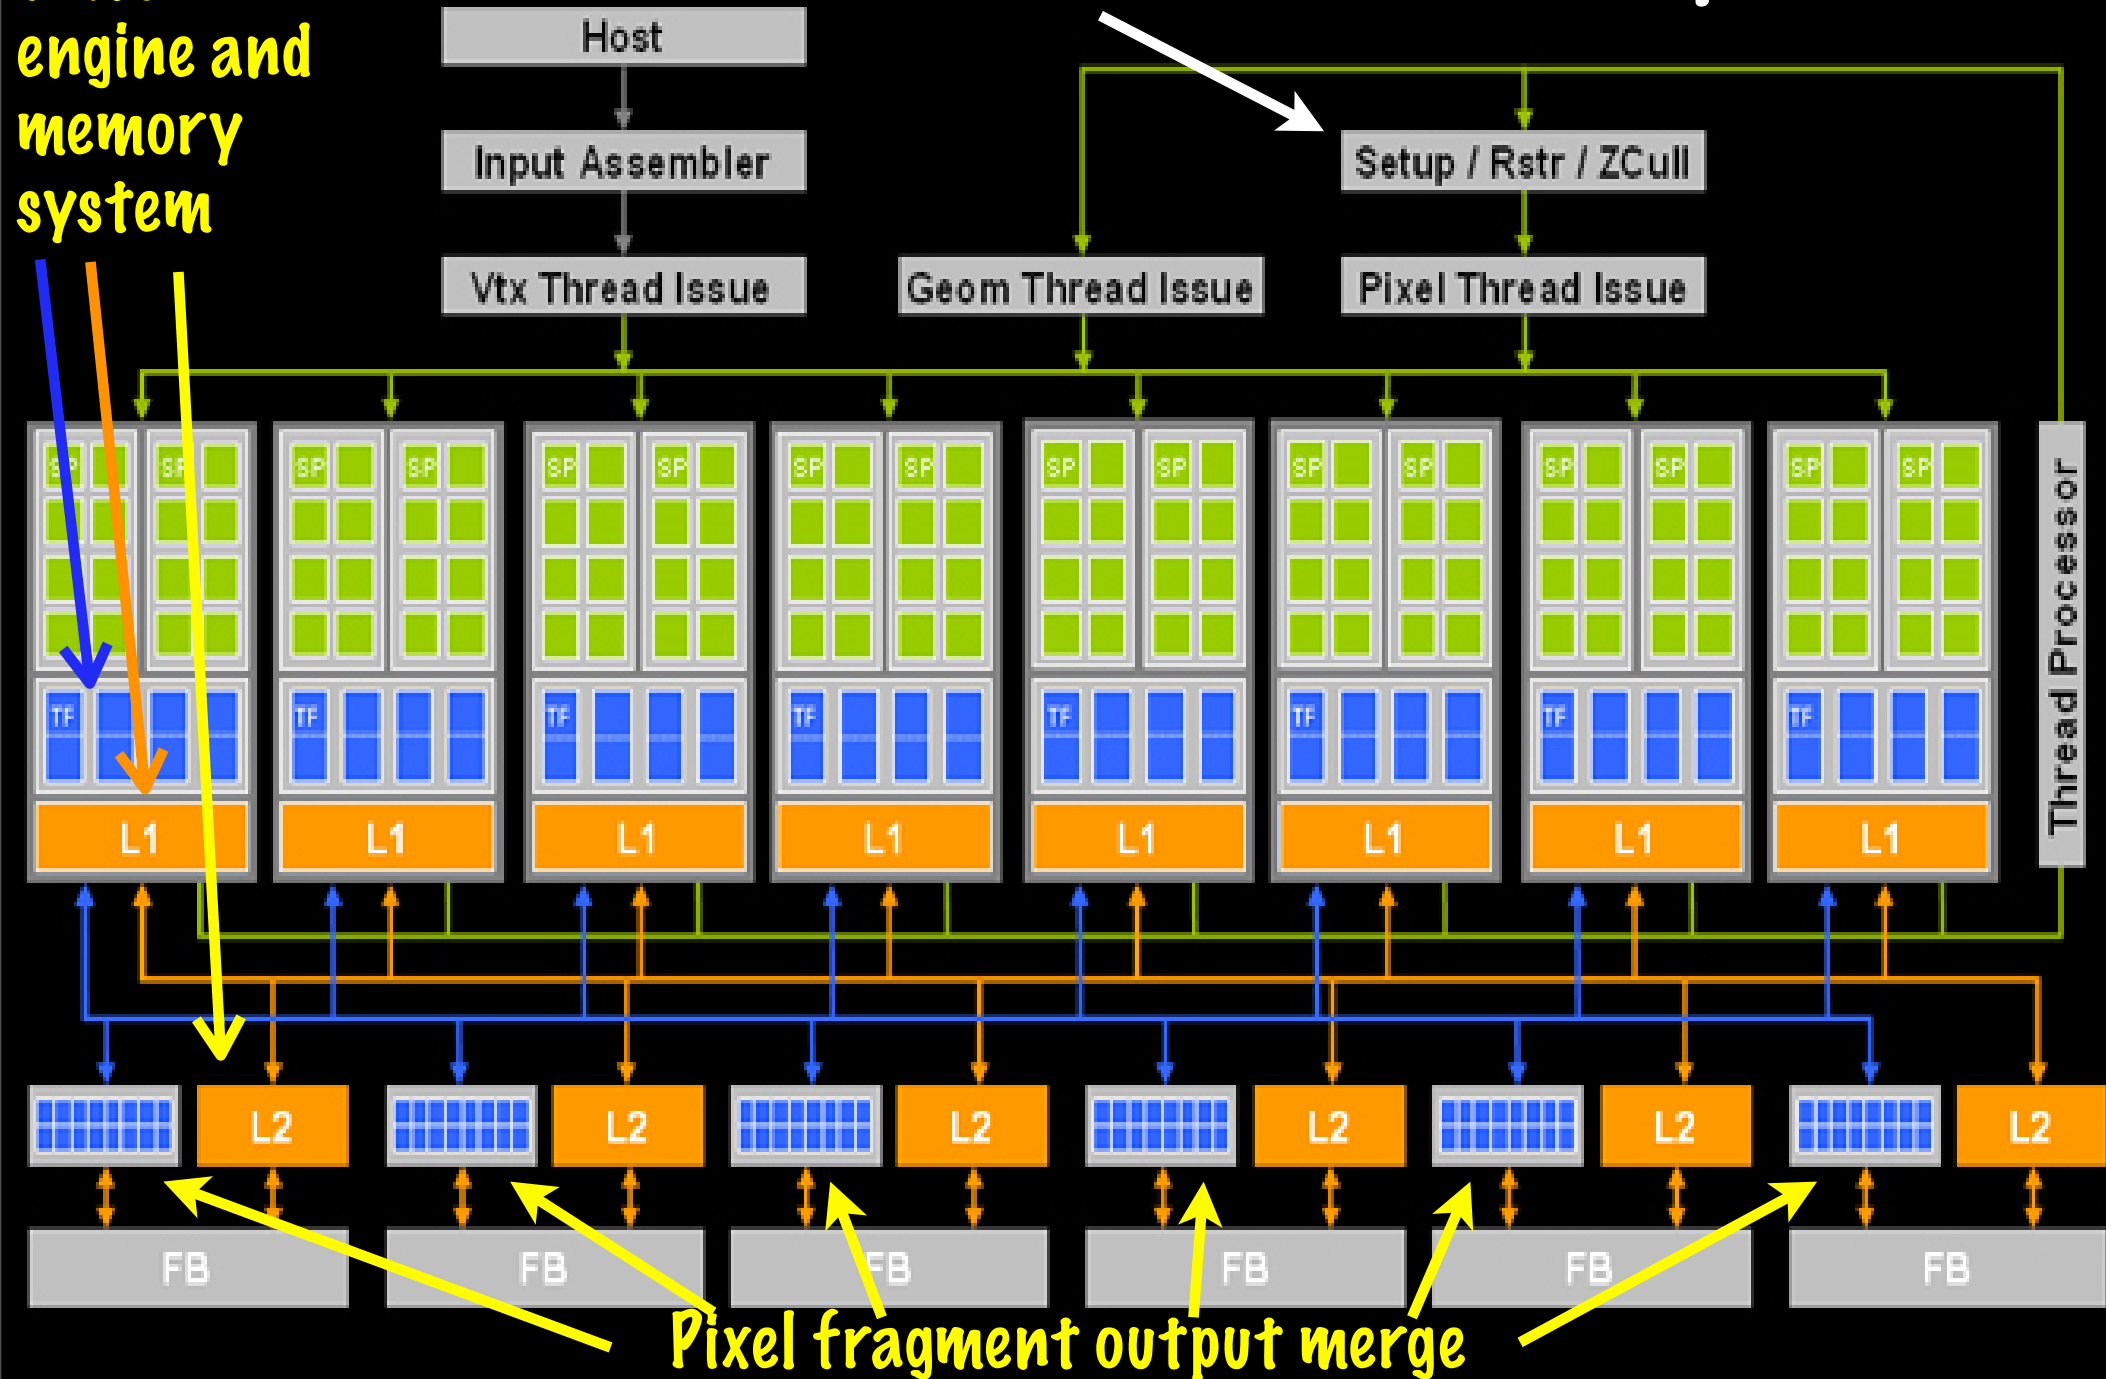 engine and
memory
system
Host
Input Assembler
Setup / Rstr / ZCull
Vtx Thread Issue
Geom Thread Issue
Pixel Thread Issue
SP SP SP SP SP SP SP SP SP SP SP SP SP SP SP SP
TF TF TF TF TF TF TF TF
L1 L1 L1 L1 L1 L1 L1 L1
Thread Processor
L2 L2 L2 L2 L2 L2
FB FB FB FB FB FB
Pixel fragment output merge